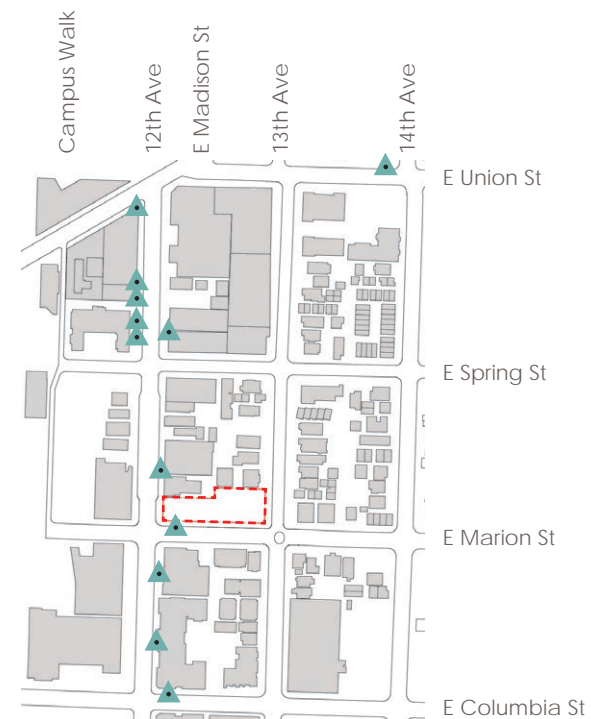 Campus Walk
12th Ave
E Madison St
13th Ave
14th Ave
E Union St
E Spring St
E Marion St
E Columbia St